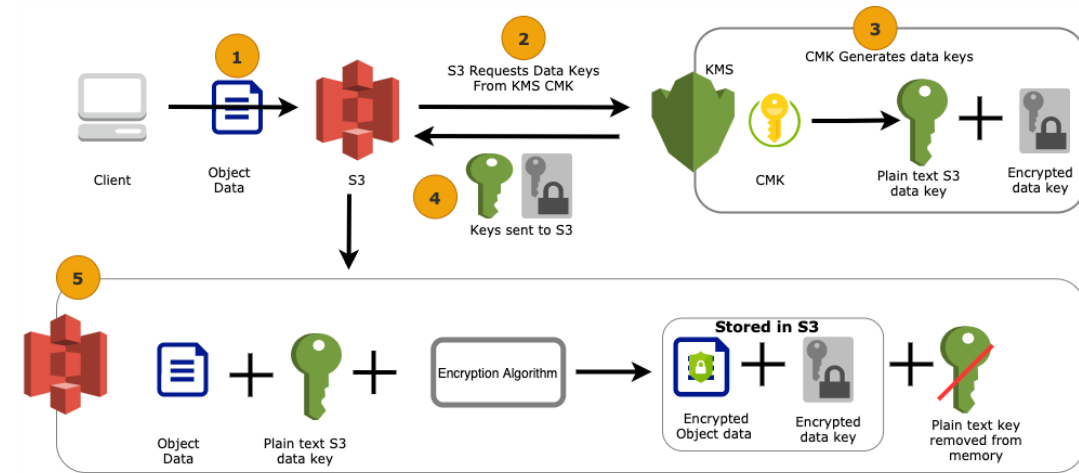 1
2
3
S3 Requests Data Keys
From KMS CMK
CMK Generates data keys
KMS
Client
Object
Data
S3
CMK
Plain text S3
data key
Encrypted
data key
4
Keys sent to S3
5
Stored in S3
Encryption Algorithm
Object
Data
Plain text S3
data key
Encrypted
Object data
Encrypted
data key
Plain text key
removed from
memory